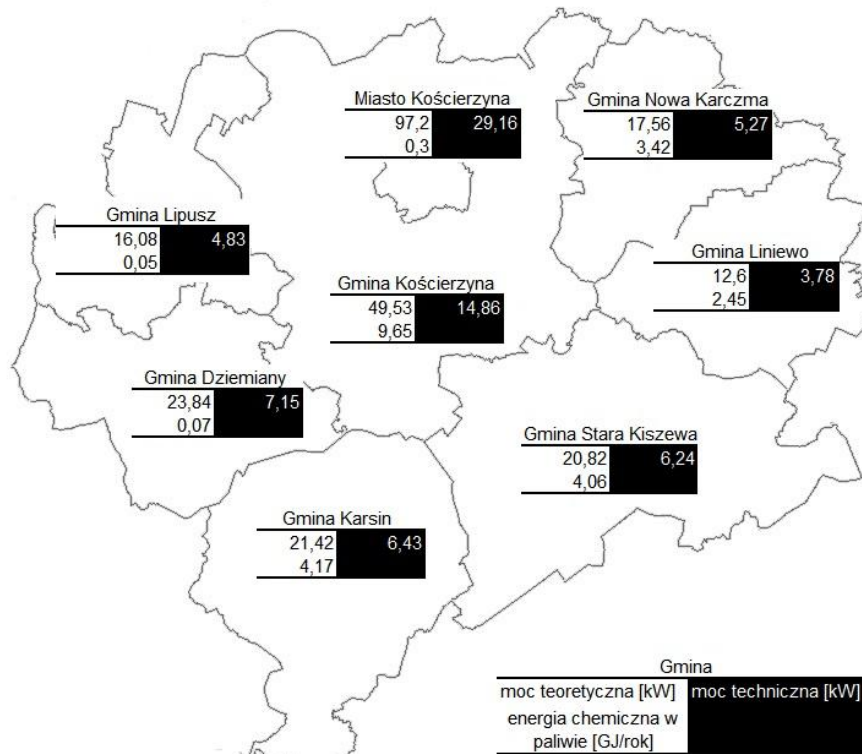 Miasto Kościerzyna
97,2 29,16
0,3
Gmina Nowa Karczma
17,56 5,27
3,42
Gmina Lipusz
16,08 4,83
0,05
Gmina Liniewo
12,6 3,78
2,45
Gmina Kościerzyna
49,53 14,86
9,65
Gmina Dziemiany
23,84 7,15
0,07
Gmina Stara Kiszewa
20,82 6,24
4,06
Gmina Karsin
21,42 6,43
4,17
Gmina
moc teoretyczna [kW] moc techniczna [kW]
energia chemiczna w
paliwie [GJ/rok]